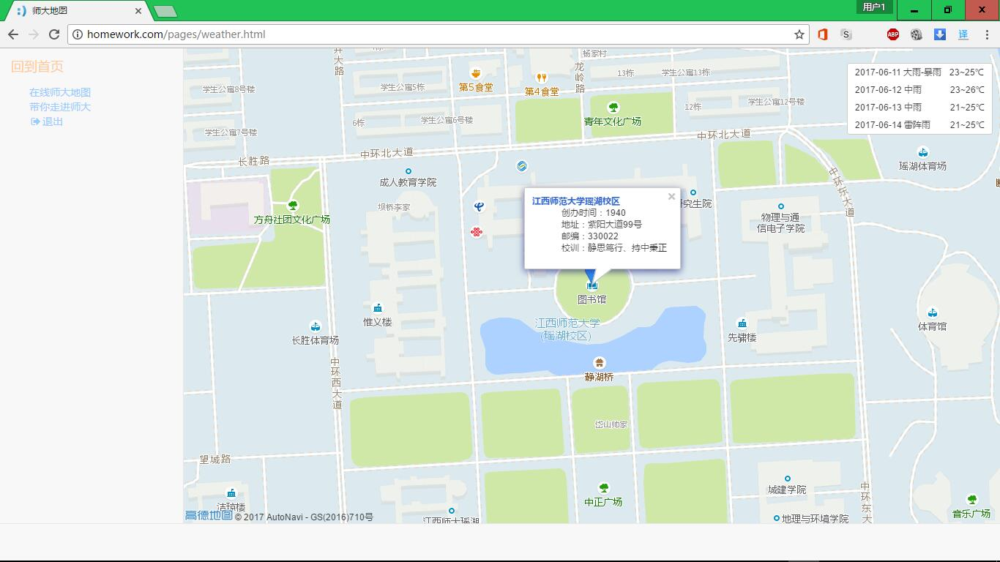 师大地图
用户1
homework.com/pages/weather.html
S
ABP
译
回到首页
在线师大地图
带你走进师大
退出
2017-06-11 大雨-暴雨 23~25℃
2017-06-12 中雨 23~26℃
2017-06-13 中雨 21~25℃
2017-06-14 雷阵雨 21~25℃
杨家村
龙岭路
13栋
学生公寓13栋
学生公寓8号楼
学生公寓5栋
第5食堂
第4食堂
学生公寓12号楼
12栋
6栋
学生公寓6号楼
青年文化广场
学生公寓7号楼
中环北大道
中环北大道
长胜路
瑶湖体育场
成人教育学院
中环东大道
坝桥李家
方舟社团文化广场
究生院
物理与通
信电子学院
江西师范大学瑶湖校区
创办时间：1940
地址：紫阳大道99号
邮编：330022
校训：静思笃行、持中秉正
图书馆
惟义楼
江西师范大学
(瑶湖校区)
体育馆
长胜体育场
先骕楼
中环西大道
静湖桥
岱山帅家
望城路
城建学院
中正广场
洁琼楼
中环东大
音乐广场
江西师大瑶湖
地理与环境学院
高德地图 © 2017 AutoNavi - GS(2016)710号